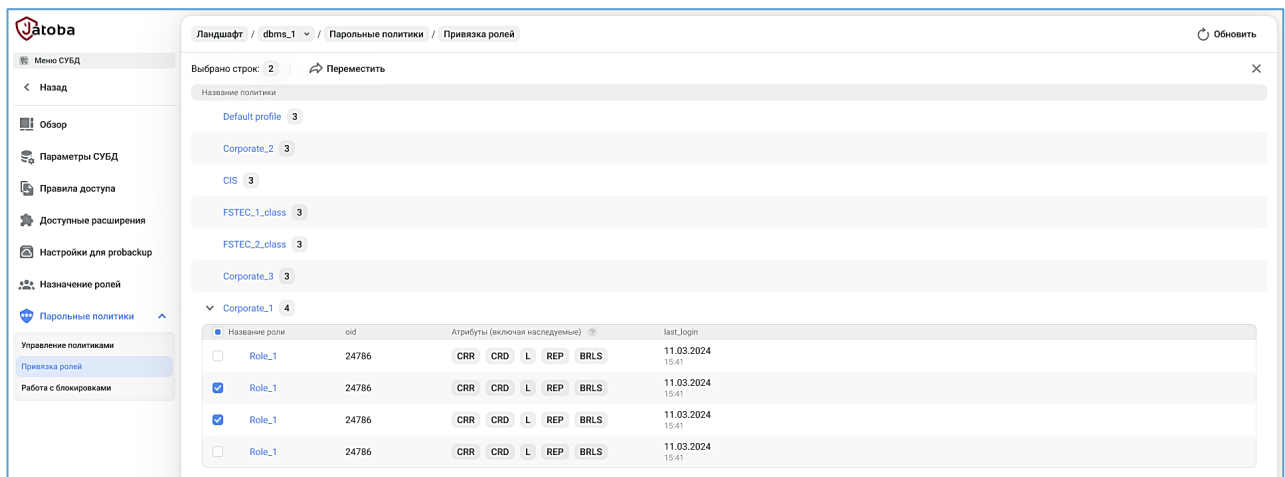 Jatoba
Меню СУБД
Назад
Обзор
Параметры СУБД
Правила доступа
Доступные расширения
Настройки для probackup
Назначение ролей
Парольные политики
Управление политиками
Привязка ролей
Работа с блокировками
Ландшафт / dbms_1 / Парольные политики / Привязка ролей
Обновить
Выбрано строк: 2 Переместить
Название политики
Default profile 3
Corporate_2 3
CIS 3
FSTEC_1_class 3
FSTEC_2_class 3
Corporate_3 3
Corporate_1 4
Название роли oid Атрибуты (включая наследуемые) ? last_login
Role_1 24786 CRR CRD L REP BRLS 11.03.2024
15:41
Role_1 24786 CRR CRD L REP BRLS 11.03.2024
15:41
Role_1 24786 CRR CRD L REP BRLS 11.03.2024
15:41
Role_1 24786 CRR CRD L REP BRLS 11.03.2024
15:41